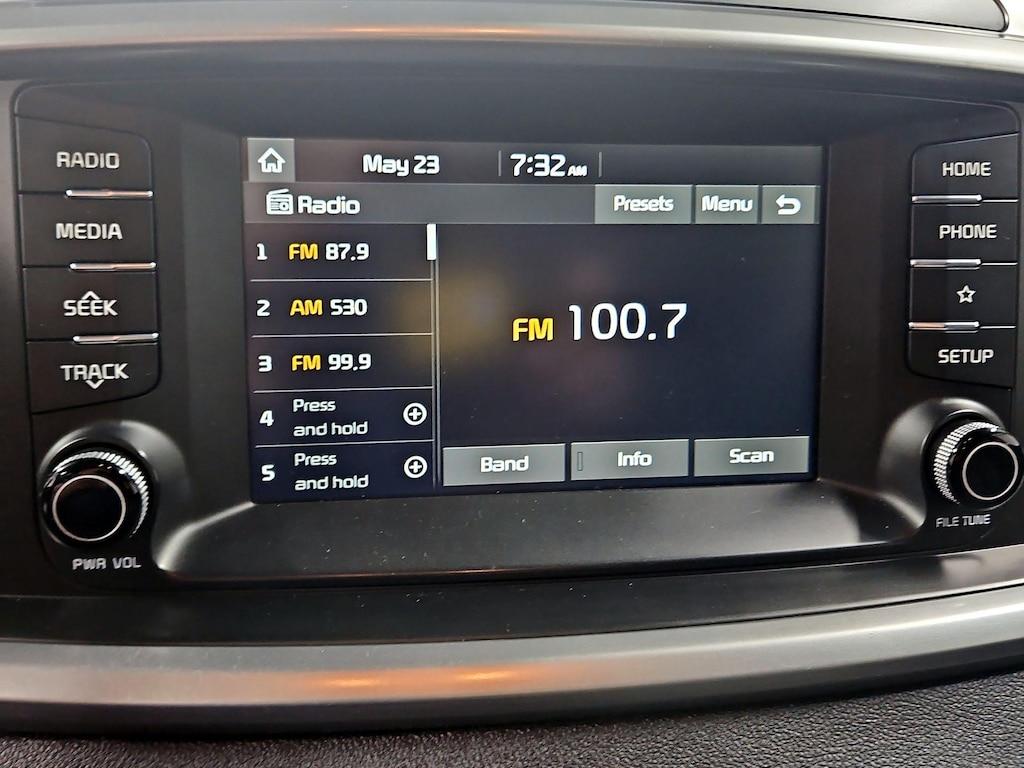 RADIO
MEDIA
SEEK
TRACK
PWR VOL
May 23 7:32 AM
Radio Presets Menu
1 FM 87.9
2 AM 530
3 FM 99.9
4 Press and hold
5 Press and hold
FM 100.7
Band Info Scan
HOME
PHONE
SETUP
FILE TUNE